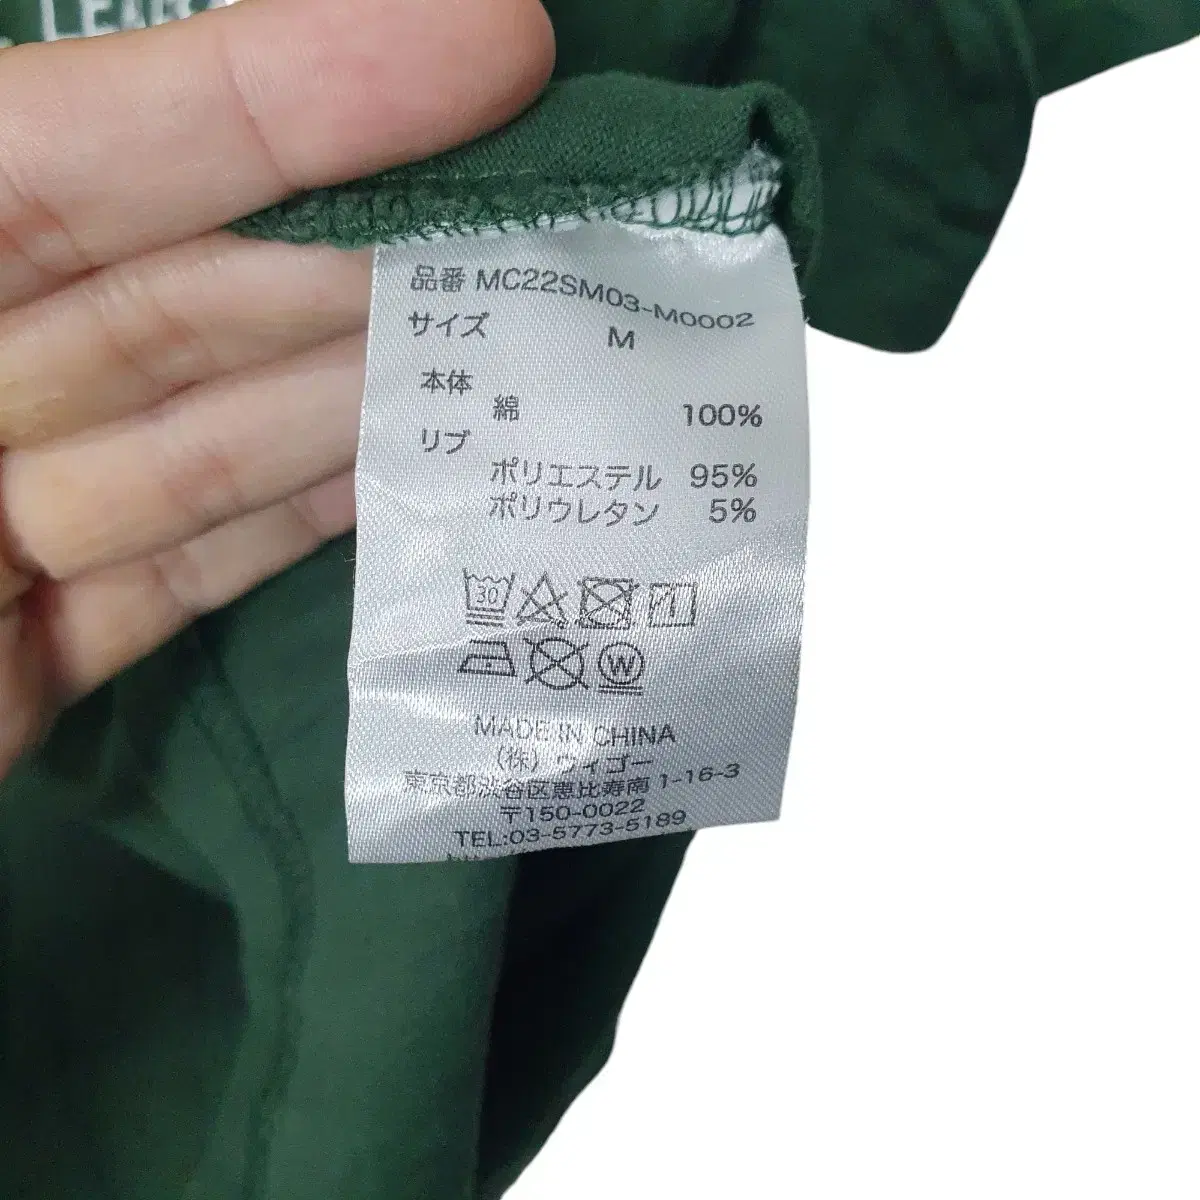 品番 MC22SM03-M0002
サイズ M
本体
綿 100%
リブ
ポリエステル 95%
ポリウレタン 5%
30
W
MADE IN CHINA
(株) ウィゴー
東京都渋谷区恵比寿南 1-16-3
〒150-0022
TEL:03-5773-5189